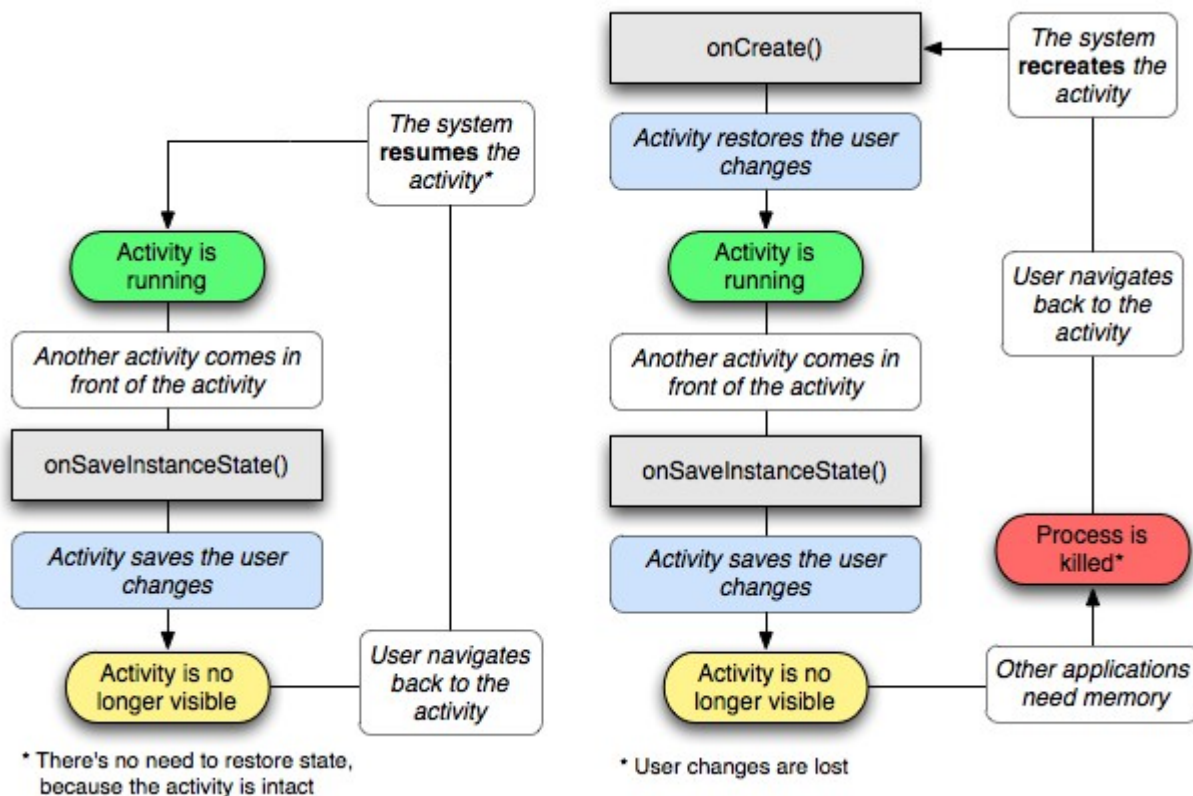 The system
resumes the
activity*
Activity is
running
Another activity comes in
front of the activity
onSaveInstanceState()
Activity saves the user
changes
Activity is no
longer visible
User navigates
back to the
activity
* There's no need to restore state,
because the activity is intact
onCreate()
The system
recreates the
activity
Activity restores the user
changes
Activity is
running
User navigates
back to the
activity
Another activity comes in
front of the activity
onSaveInstanceState()
Process is
killed*
Activity saves the user
changes
Activity is no
longer visible
Other applications
need memory
* User changes are lost